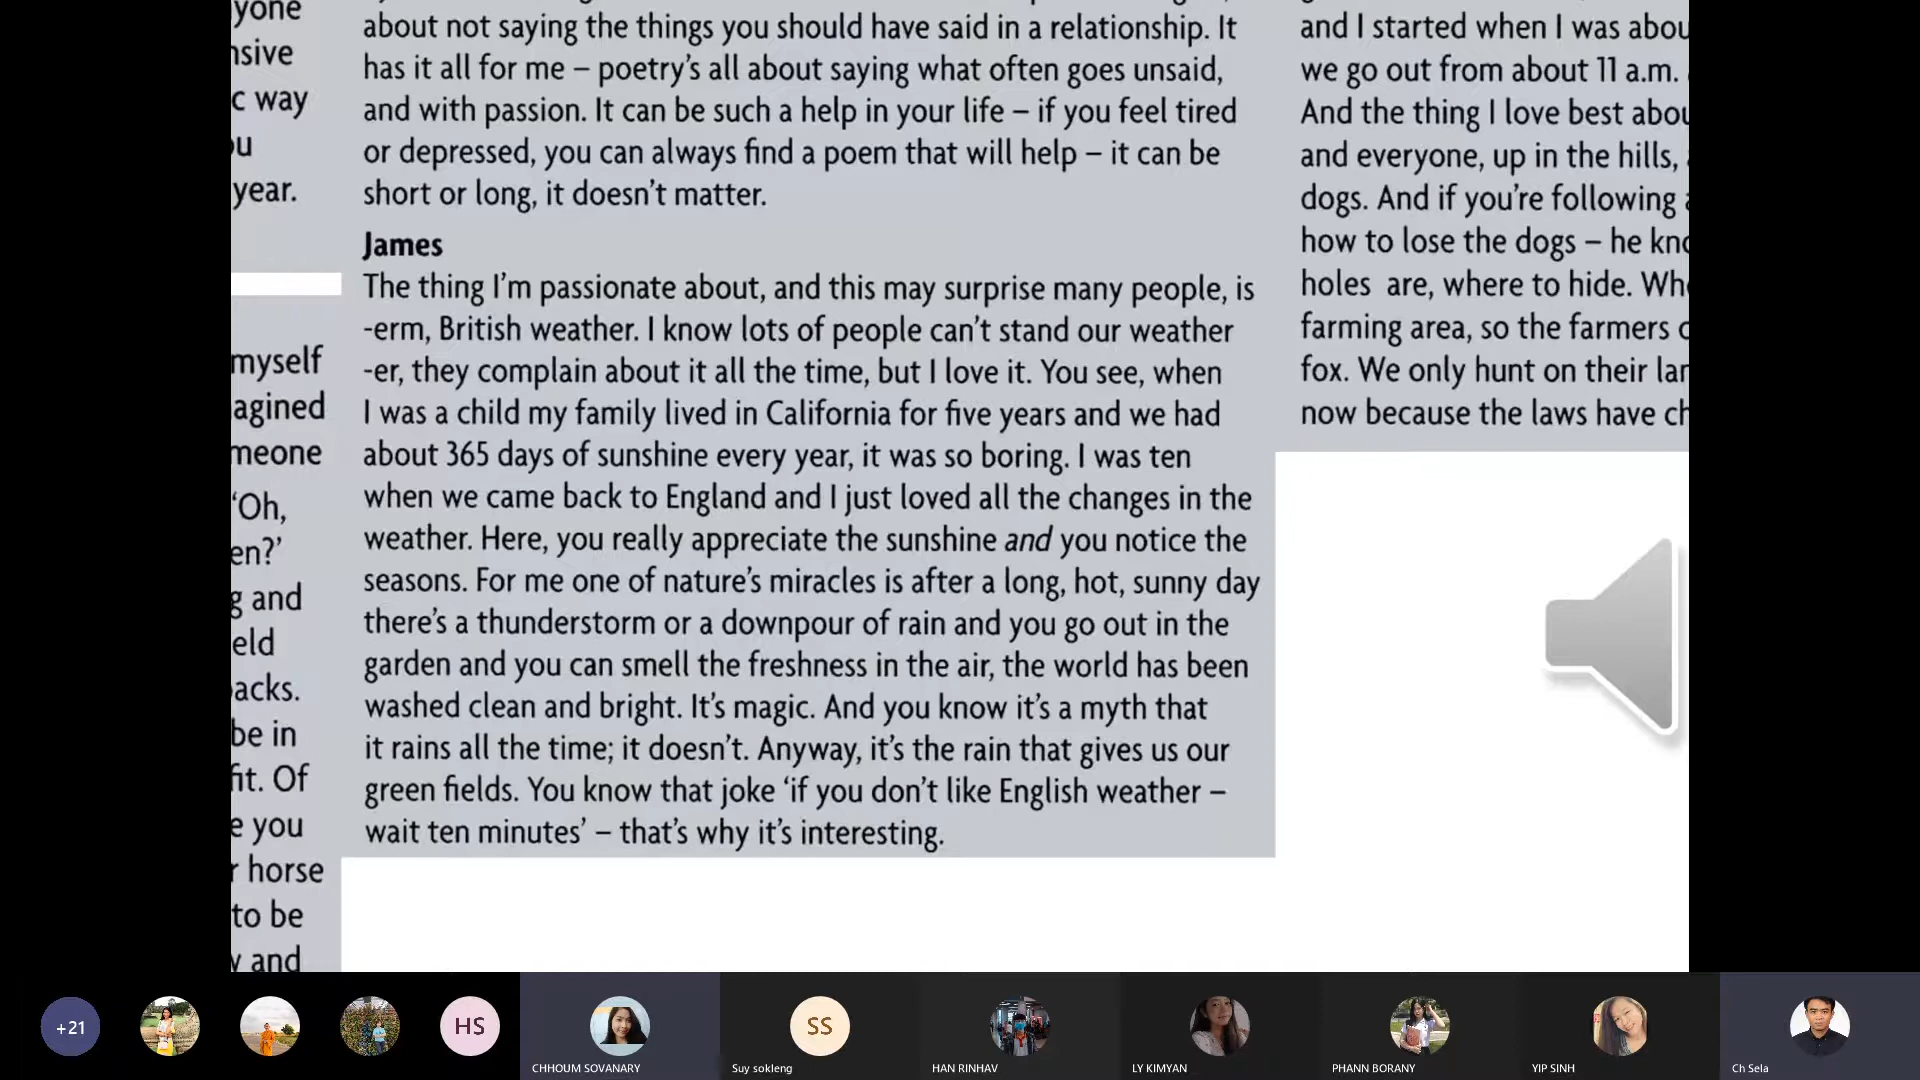 yone
nsive
c way
ou
year.
myself
agined
meone
‘Oh,
en?’
g and
eld
acks.
be in
fit. Of
e you
r horse
to be
and
about not saying the things you should have said in a relationship. It
has it all for me – poetry’s all about saying what often goes unsaid,
and with passion. It can be such a help in your life – if you feel tired
or depressed, you can always find a poem that will help – it can be
short or long, it doesn’t matter.
James
The thing I’m passionate about, and this may surprise many people, is
-erm, British weather. I know lots of people can’t stand our weather
-er, they complain about it all the time, but I love it. You see, when
I was a child my family lived in California for five years and we had
about 365 days of sunshine every year, it was so boring. I was ten
when we came back to England and I just loved all the changes in the
weather. Here, you really appreciate the sunshine and you notice the
seasons. For me one of nature’s miracles is after a long, hot, sunny day
there’s a thunderstorm or a downpour of rain and you go out in the
garden and you can smell the freshness in the air, the world has been
washed clean and bright. It’s magic. And you know it’s a myth that
it rains all the time; it doesn’t. Anyway, it’s the rain that gives us our
green fields. You know that joke ‘if you don’t like English weather –
wait ten minutes’ – that’s why it’s interesting.
and I started when I was abou
we go out from about 11 a.m.
And the thing I love best abou
and everyone, up in the hills,
dogs. And if you’re following
how to lose the dogs – he kno
holes are, where to hide. Wh
farming area, so the farmers
fox. We only hunt on their lan
now because the laws have ch
+21
HS
CHHOUM SOVANARY
SS
Suy sokleng
HAN RINHAV
LY KIMYAN
PHANN BORANY
YIP SINH
Ch Sela